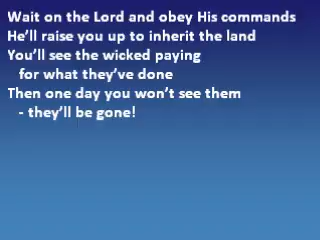 Wait on the Lord and obey His commands
He'll raise you up to inherit the land
You'll see the wicked paying
for what they've done
Then one day you won't see them
- they'll be gone!